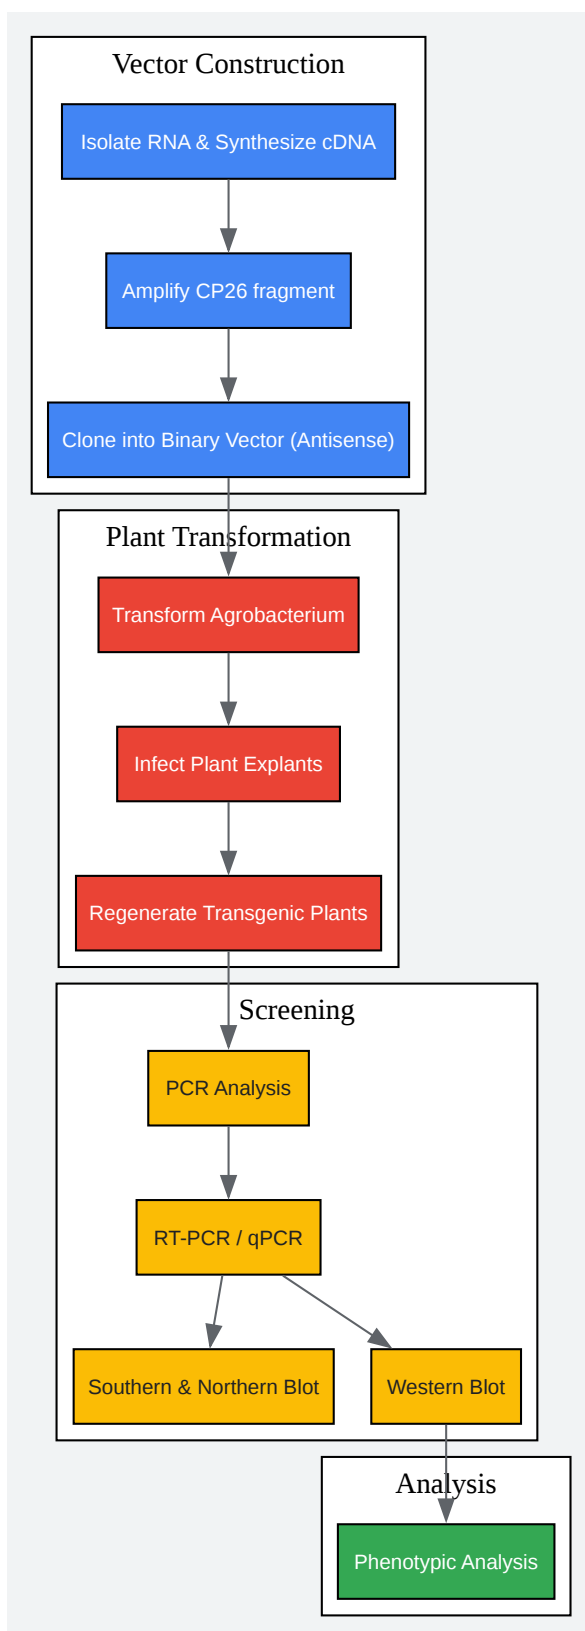 Vector Construction
Isolate RNA & Synthesize cDNA
Amplify CP26 fragment
Clone into Binary Vector (Antisense)
Plant Transformation
Transform Agrobacterium
Infect Plant Explants
Regenerate Transgenic Plants
Screening
PCR Analysis
RT-PCR / qPCR
Southern & Northern Blot
Western Blot
Analysis
Phenotypic Analysis